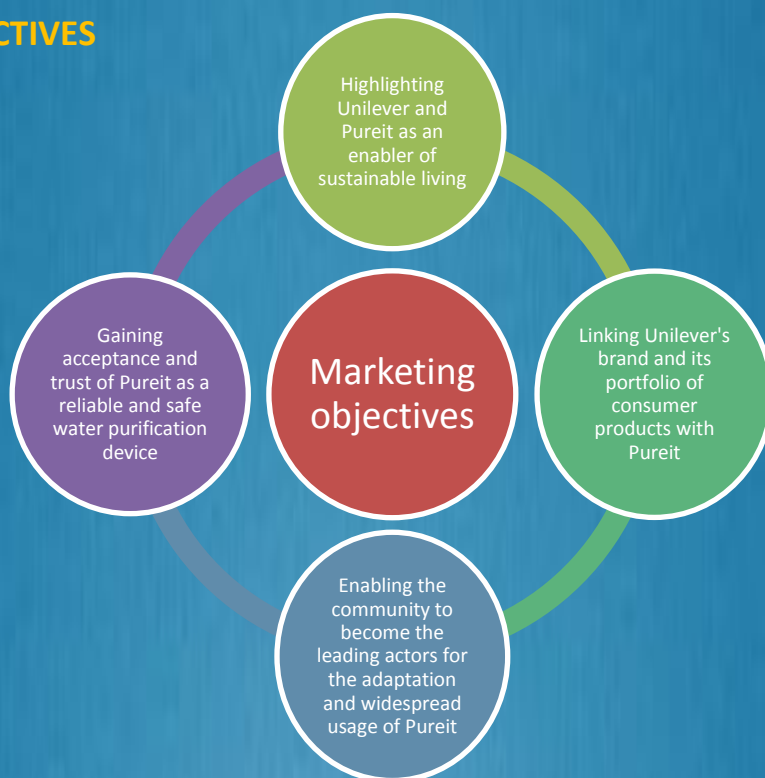 CTIVES
Highlighting
Unilever and
Pureit as an
enabler of
sustainable living
Gaining
acceptance and
trust of Pureit as a
reliable and safe
water purification
device
Marketing
objectives
Linking Unilever's
brand and its
portfolio of
consumer
products with
Pureit
Enabling the
community to
become the
leading actors for
the adaptation
and widespread
usage of Pureit